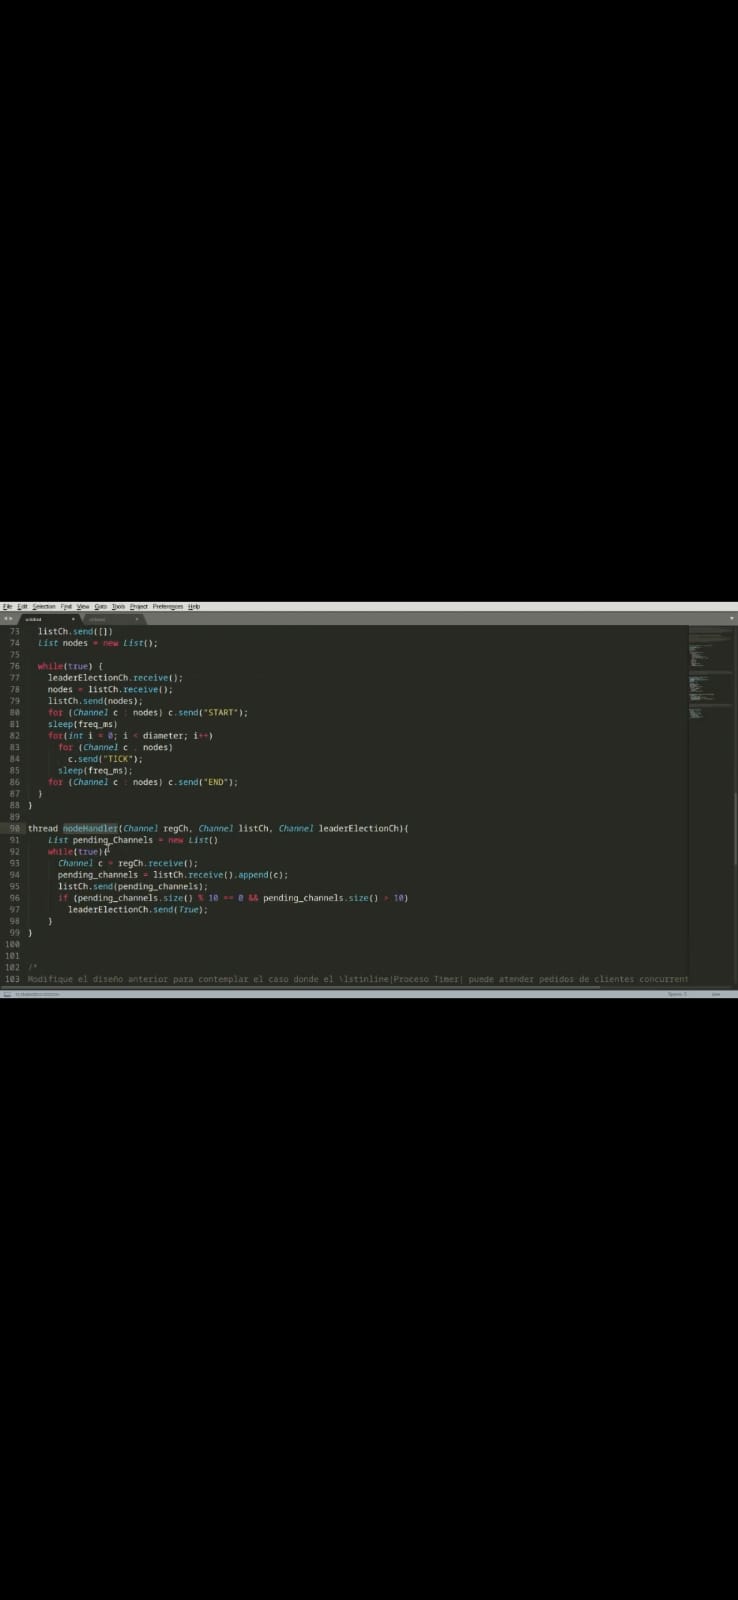 File Edit Selection Find View Goto Tools Project Preferences Help
untitled
73 listCh.send([])
74 List nodes = new List();
75
76 while(true) {
77 leaderElectionCh.receive();
78 nodes = listCh.receive();
79 listCh.send(nodes);
80 for (Channel c : nodes) c.send("START");
81 sleep(freq_ms)
82 for(int i = 0; i < diameter; i++)
83 for (Channel c : nodes)
84 c.send("TICK");
85 sleep(freq_ms);
86 for (Channel c : nodes) c.send("END");
87 }
88 }
89
90 thread nodeHandler(Channel regCh, Channel listCh, Channel leaderElectionCh){
91 List pending_Channels = new List()
92 while(true){
93 Channel c = regCh.receive();
94 pending_channels = listCh.receive().append(c);
95 listCh.send(pending_channels);
96 if (pending_channels.size() % 10 == 0 && pending_channels.size() > 10)
97 leaderElectionCh.send(True);
98 }
99 }
100
101
102 /*
103 Modifique el diseño anterior para contemplar el caso donde el \lstinline|Proceso Timer| puede atender pedidos de clientes concurrent